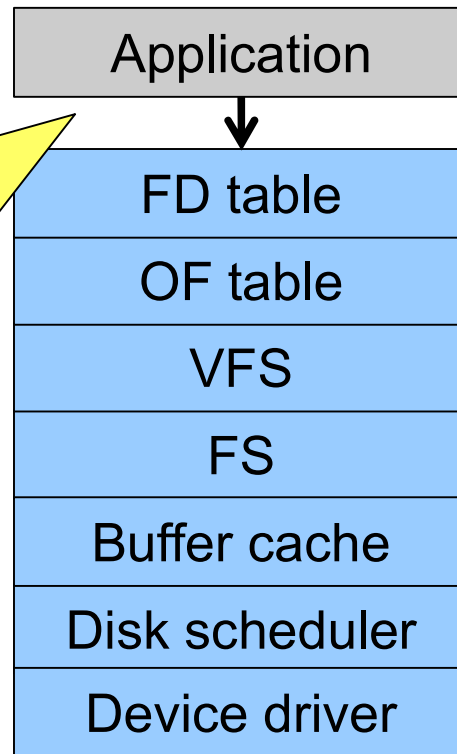 Application
FD table
OF table
VFS
FS
Buffer cache
Disk scheduler
Device driver